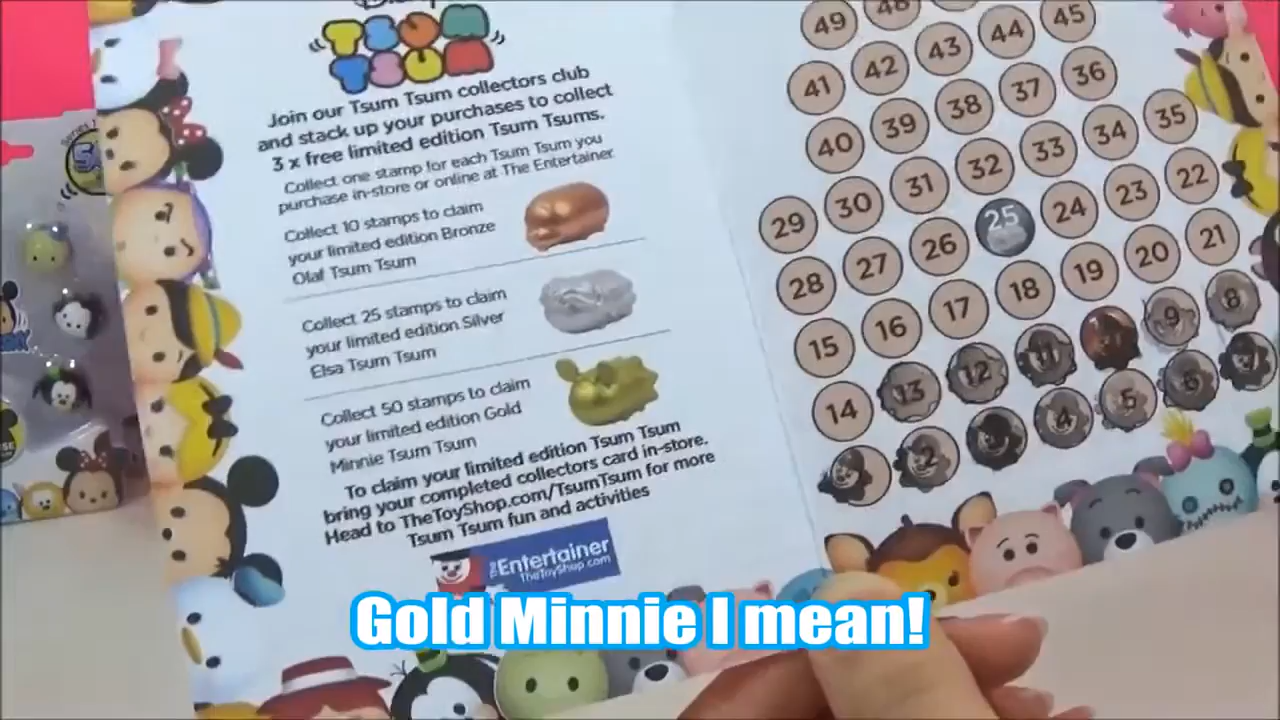 TSUM
TSUM
Join our Tsum Tsum collectors club
and stack up your purchases to collect
3 x free limited edition Tsum Tsums.
Collect one stamp for each Tsum Tsum you
purchase in-store or online at The Entertainer.
Collect 10 stamps to claim
your limited edition Bronze
Olaf Tsum Tsum
Collect 25 stamps to claim
your limited edition Silver
Elsa Tsum Tsum
Collect 50 stamps to claim
your limited edition Gold
Minnie Tsum Tsum
To claim your limited edition Tsum Tsum
bring your completed collectors card in-store.
Head to TheToyShop.com/TsumTsum for more
Tsum Tsum fun and activities
THE Entertainer
TheToyShop.com
49 48 45
41 42 43 44
40 39 38 37 36
32 33 34 35
29 30 31 25 24 23 22
28 27 26
15 16 17 18 19 20 21
14 13 12 11 9 8
2 4 5 6 7
Gold Minnie I mean!